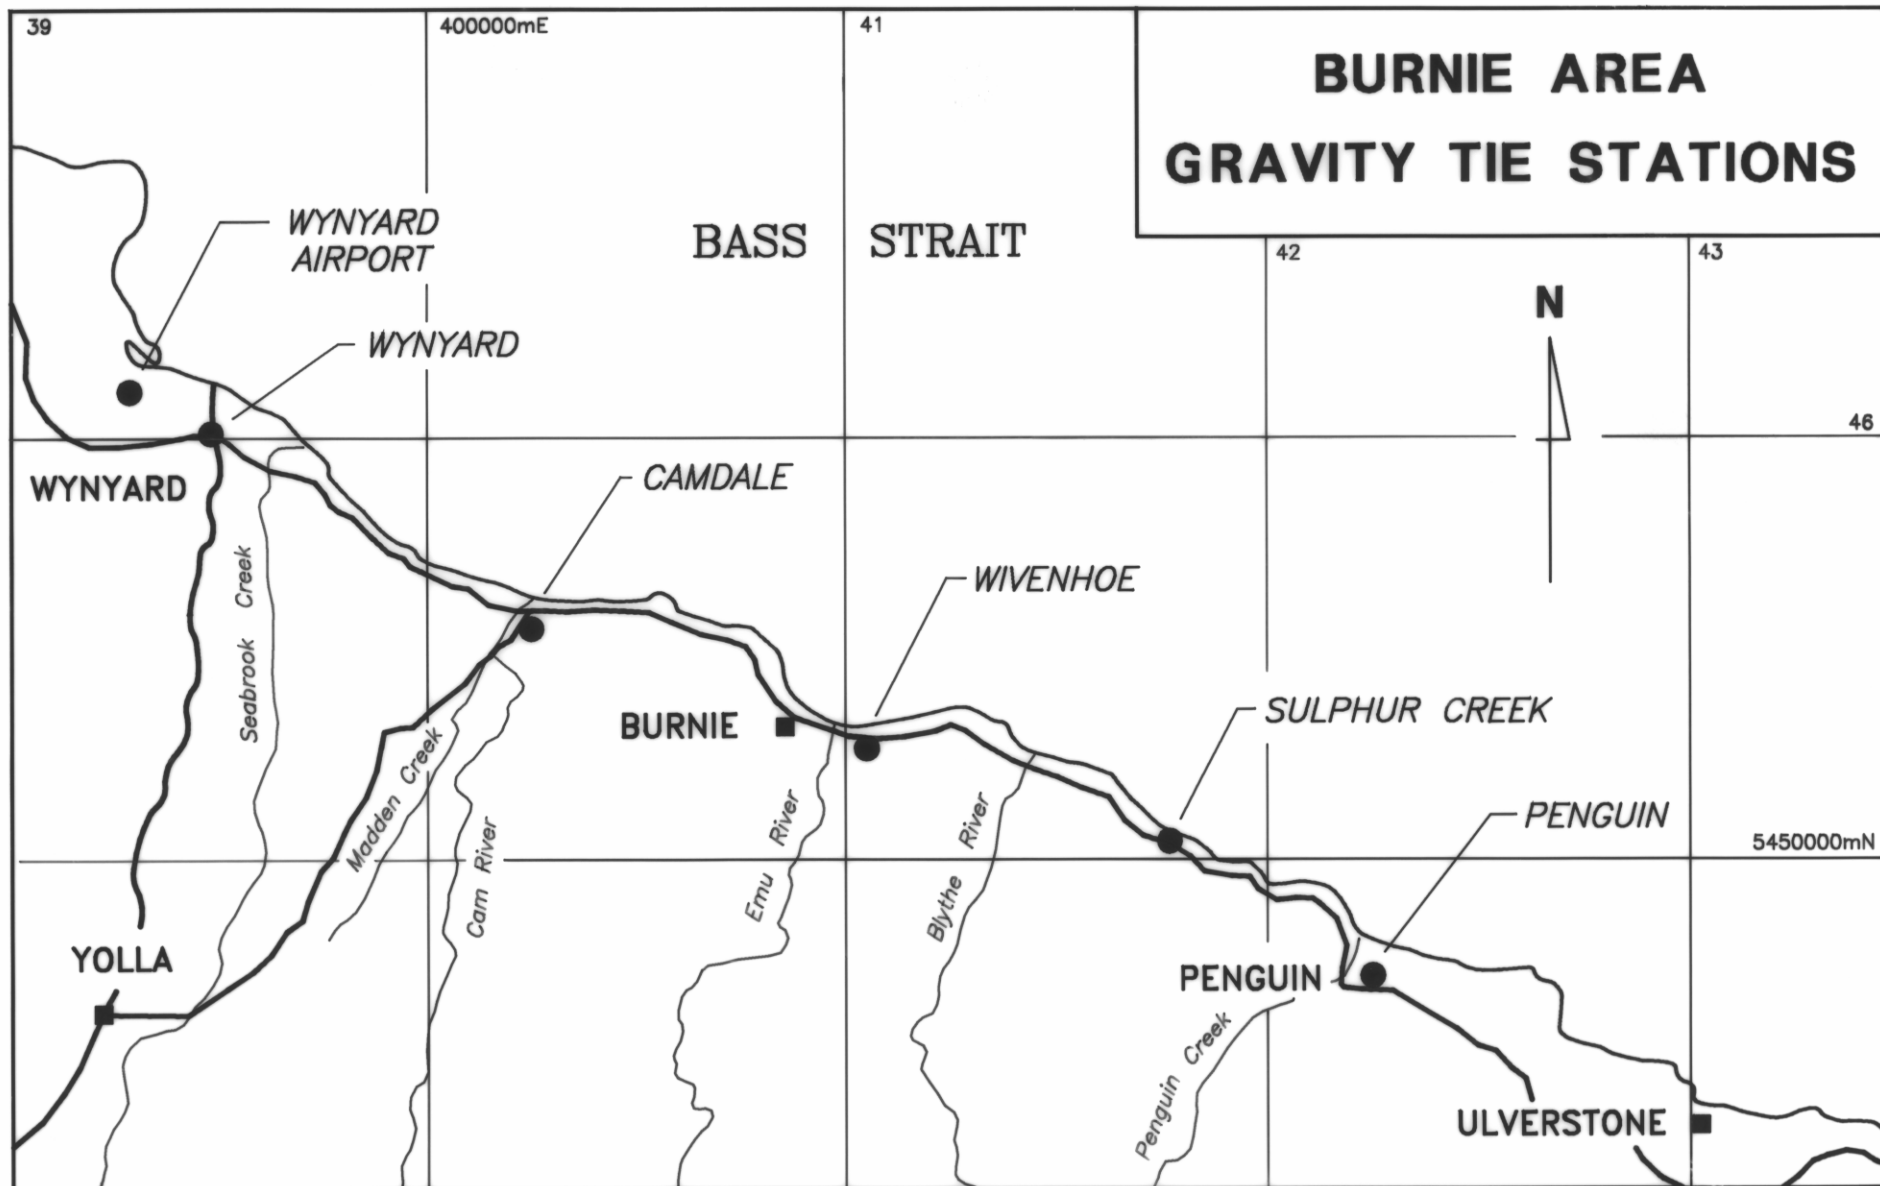 39
400000mE
41
BURNIE AREA
GRAVITY TIE STATIONS
WYNYARD
AIRPORT
BASS STRAIT
42
43
N
WYNYARD
46
WYNYARD
CAMDALE
Seabrook Creek
WIVENHOE
BURNIE
SULPHUR CREEK
Madden Creek
Cam River
Emu River
Blythe River
PENGUIN
5450000mN
YOLLA
PENGUIN
Penguin Creek
ULVERSTONE